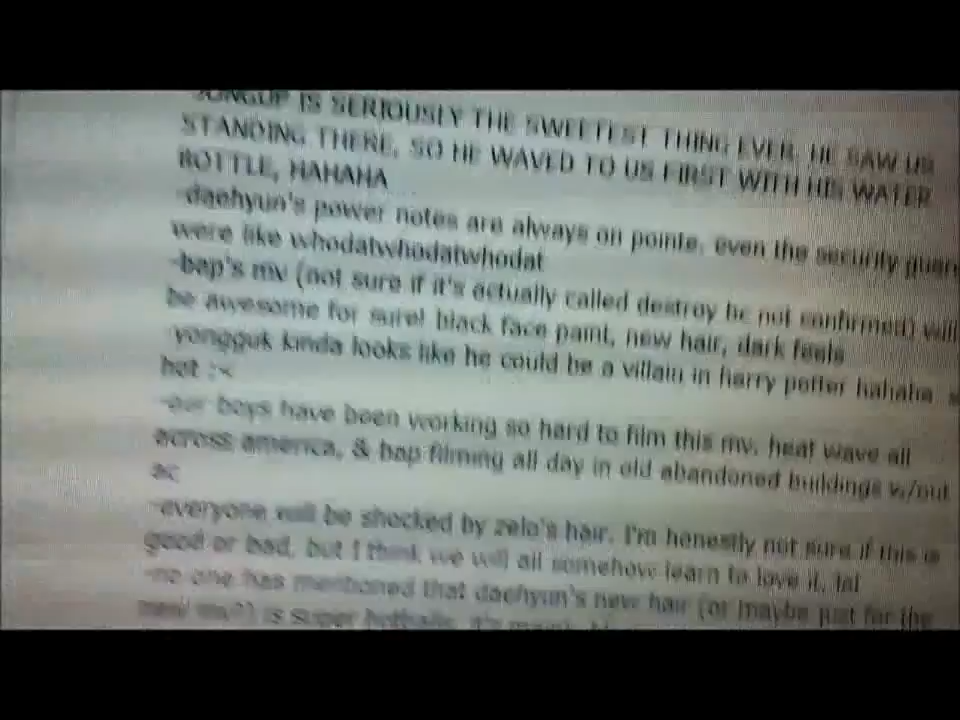 JONGUP IS SERIOUSLY THE SWEETEST THING EVER. HE SAW US
STANDING THERE, SO HE WAVED TO US FIRST WITH HIS WATER
BOTTLE, HAHAHA
-daehyun's power notes are always on pointe, even the security
were like whodatwhodatwhodat
-bap's mv (not sure if it's actually called destroy bc not confirmed) will
be awesome for sure! black face paint, new hair, dark feels
-yongguk kinda looks like he could be a villain in harry potter hahaha
hot :<
-our boys have been working so hard to film this mv. heat wave all
across america, & bap filming all day in old abandoned buildings w/out
ac
-everyone will be shocked by zelo's hair. I'm honestly not sure if this is
good or bad, but I think we will all somehow learn to love it. lol
-no one has mentioned that daehyun's new hair (or maybe just for the
new mv?) is super